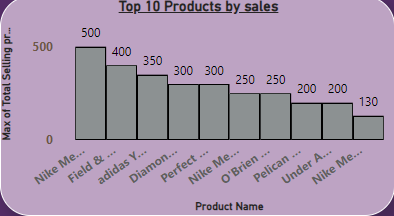 Top 10 Products by sales
Max of Total Selling pr...
500
0
500
400
350
300
300
250
250
200
200
130
Nike Me...
Field & ...
adidas Y...
Diamon...
Perfect ...
Nike Me...
O'Brien ...
Pelican ...
Under A...
Nike Me...
Product Name